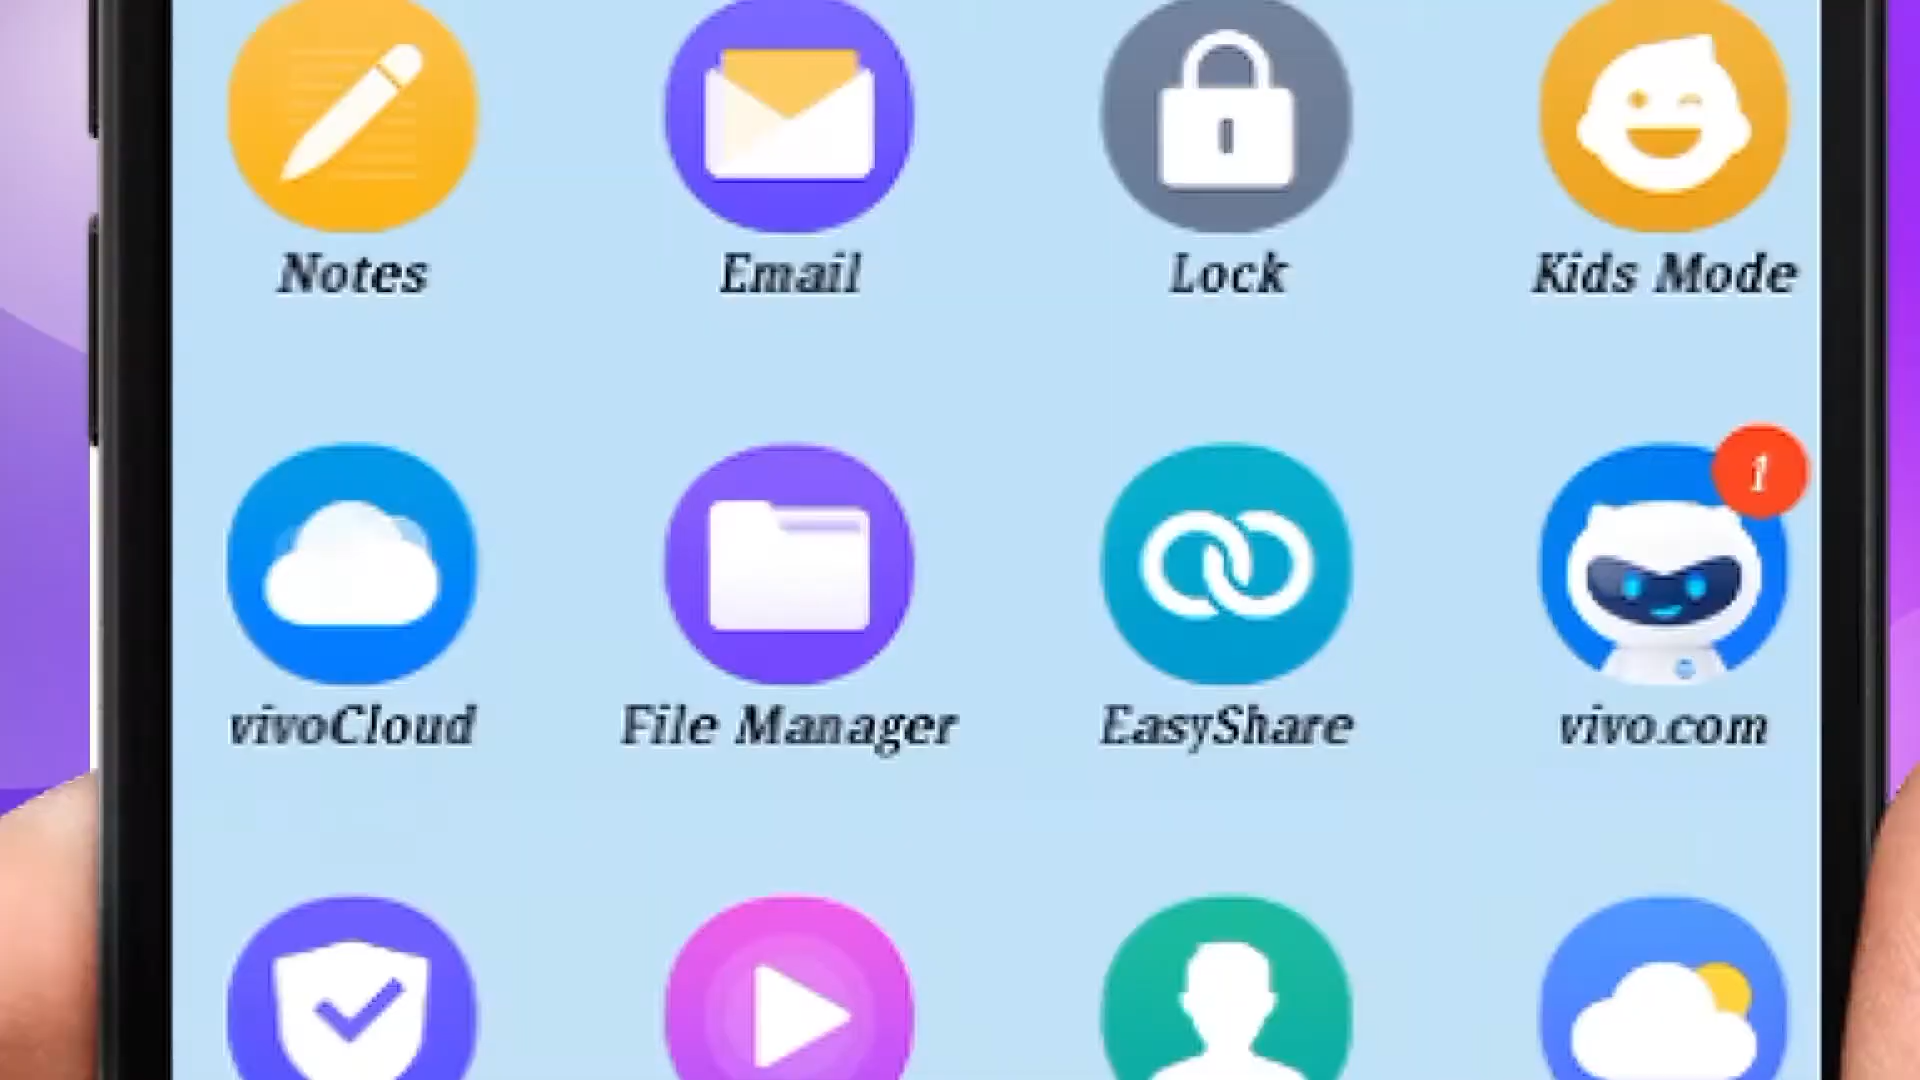 Notes
Email
Lock
Kids Mode
1
vivoCloud
File Manager
EasyShare
vivo.com